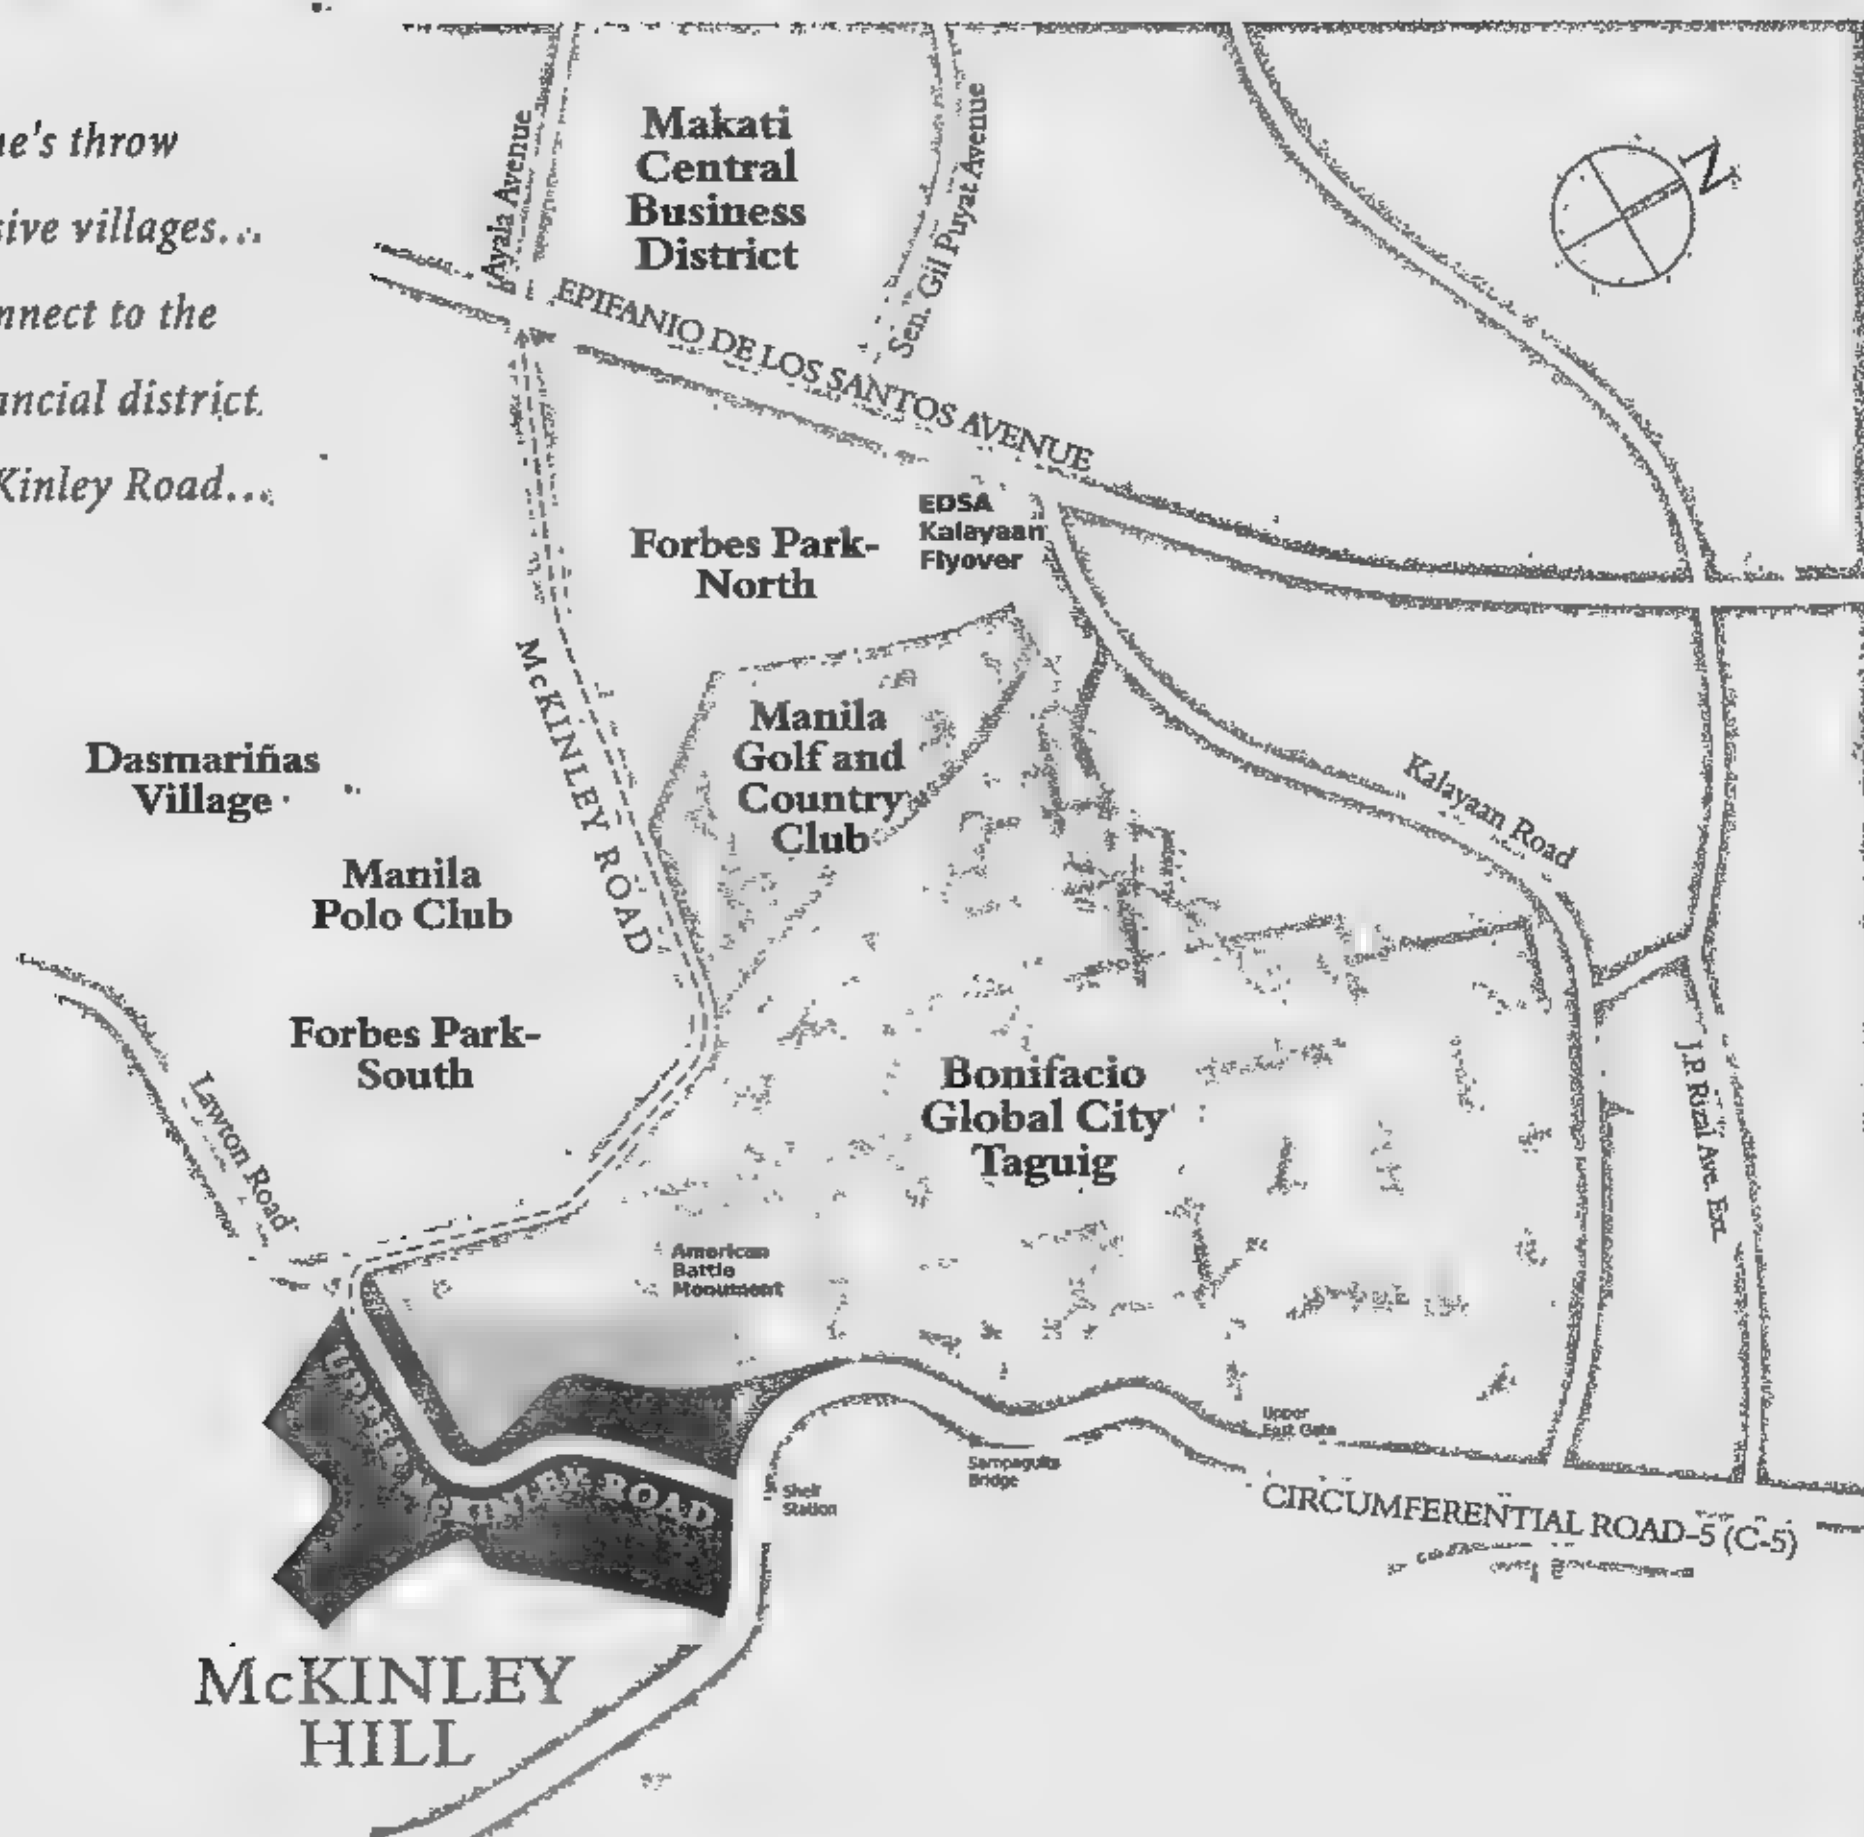 ne's throw
sive villages...
nnect to the
ancial district.
Kinley Road...
Ayala Avenue
Makati
Central
Business
District
Sen. Gil Puyat Avenue
N
EPIFANIO DE LOS SANTOS AVENUE
EDSA
Kalayaan
Flyover
Forbes Park-
North
McKINLEY ROAD
Manila
Golf and
Country
Club
Dasmariñas
Village
Kalayaan Road
Manila
Polo Club
Forbes Park-
South
Lawton Road
Bonifacio
Global City
Taguig
J.P. Rizal Ave. Ext.
American
Battle
Monument
UPPER McKINLEY ROAD
Upper
East Gate
Sampaguita
Bridge
Shell
Station
CIRCUMFERENTIAL ROAD-5 (C-5)
McKINLEY
HILL